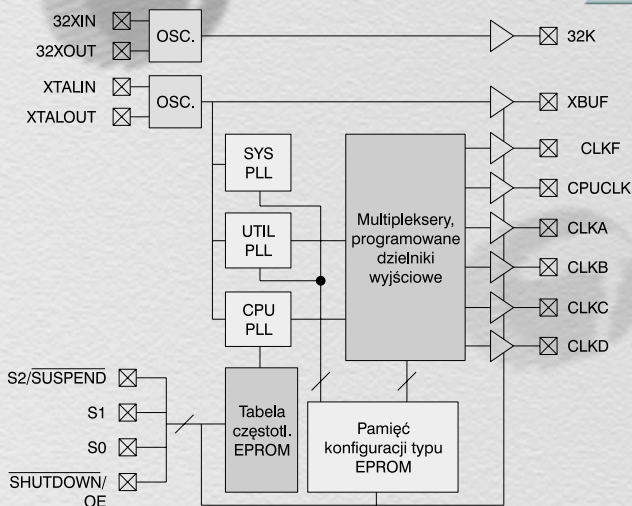 32XIN
32XOUT
OSC.
32K
XTALIN
XTALOUT
OSC.
XBUF
CLKF
CPUCLK
CLKA
CLKB
CLKC
CLKD
SYS
PLL
UTIL
PLL
CPU
PLL
Multipleksery,
programowane
dzielniki
wyjściowe
S2/SUSPEND
S1
S0
SHUTDOWN/
OE
Tabela
częstotl.
EPROM
Pamięć
konfiguracji typu
EPROM